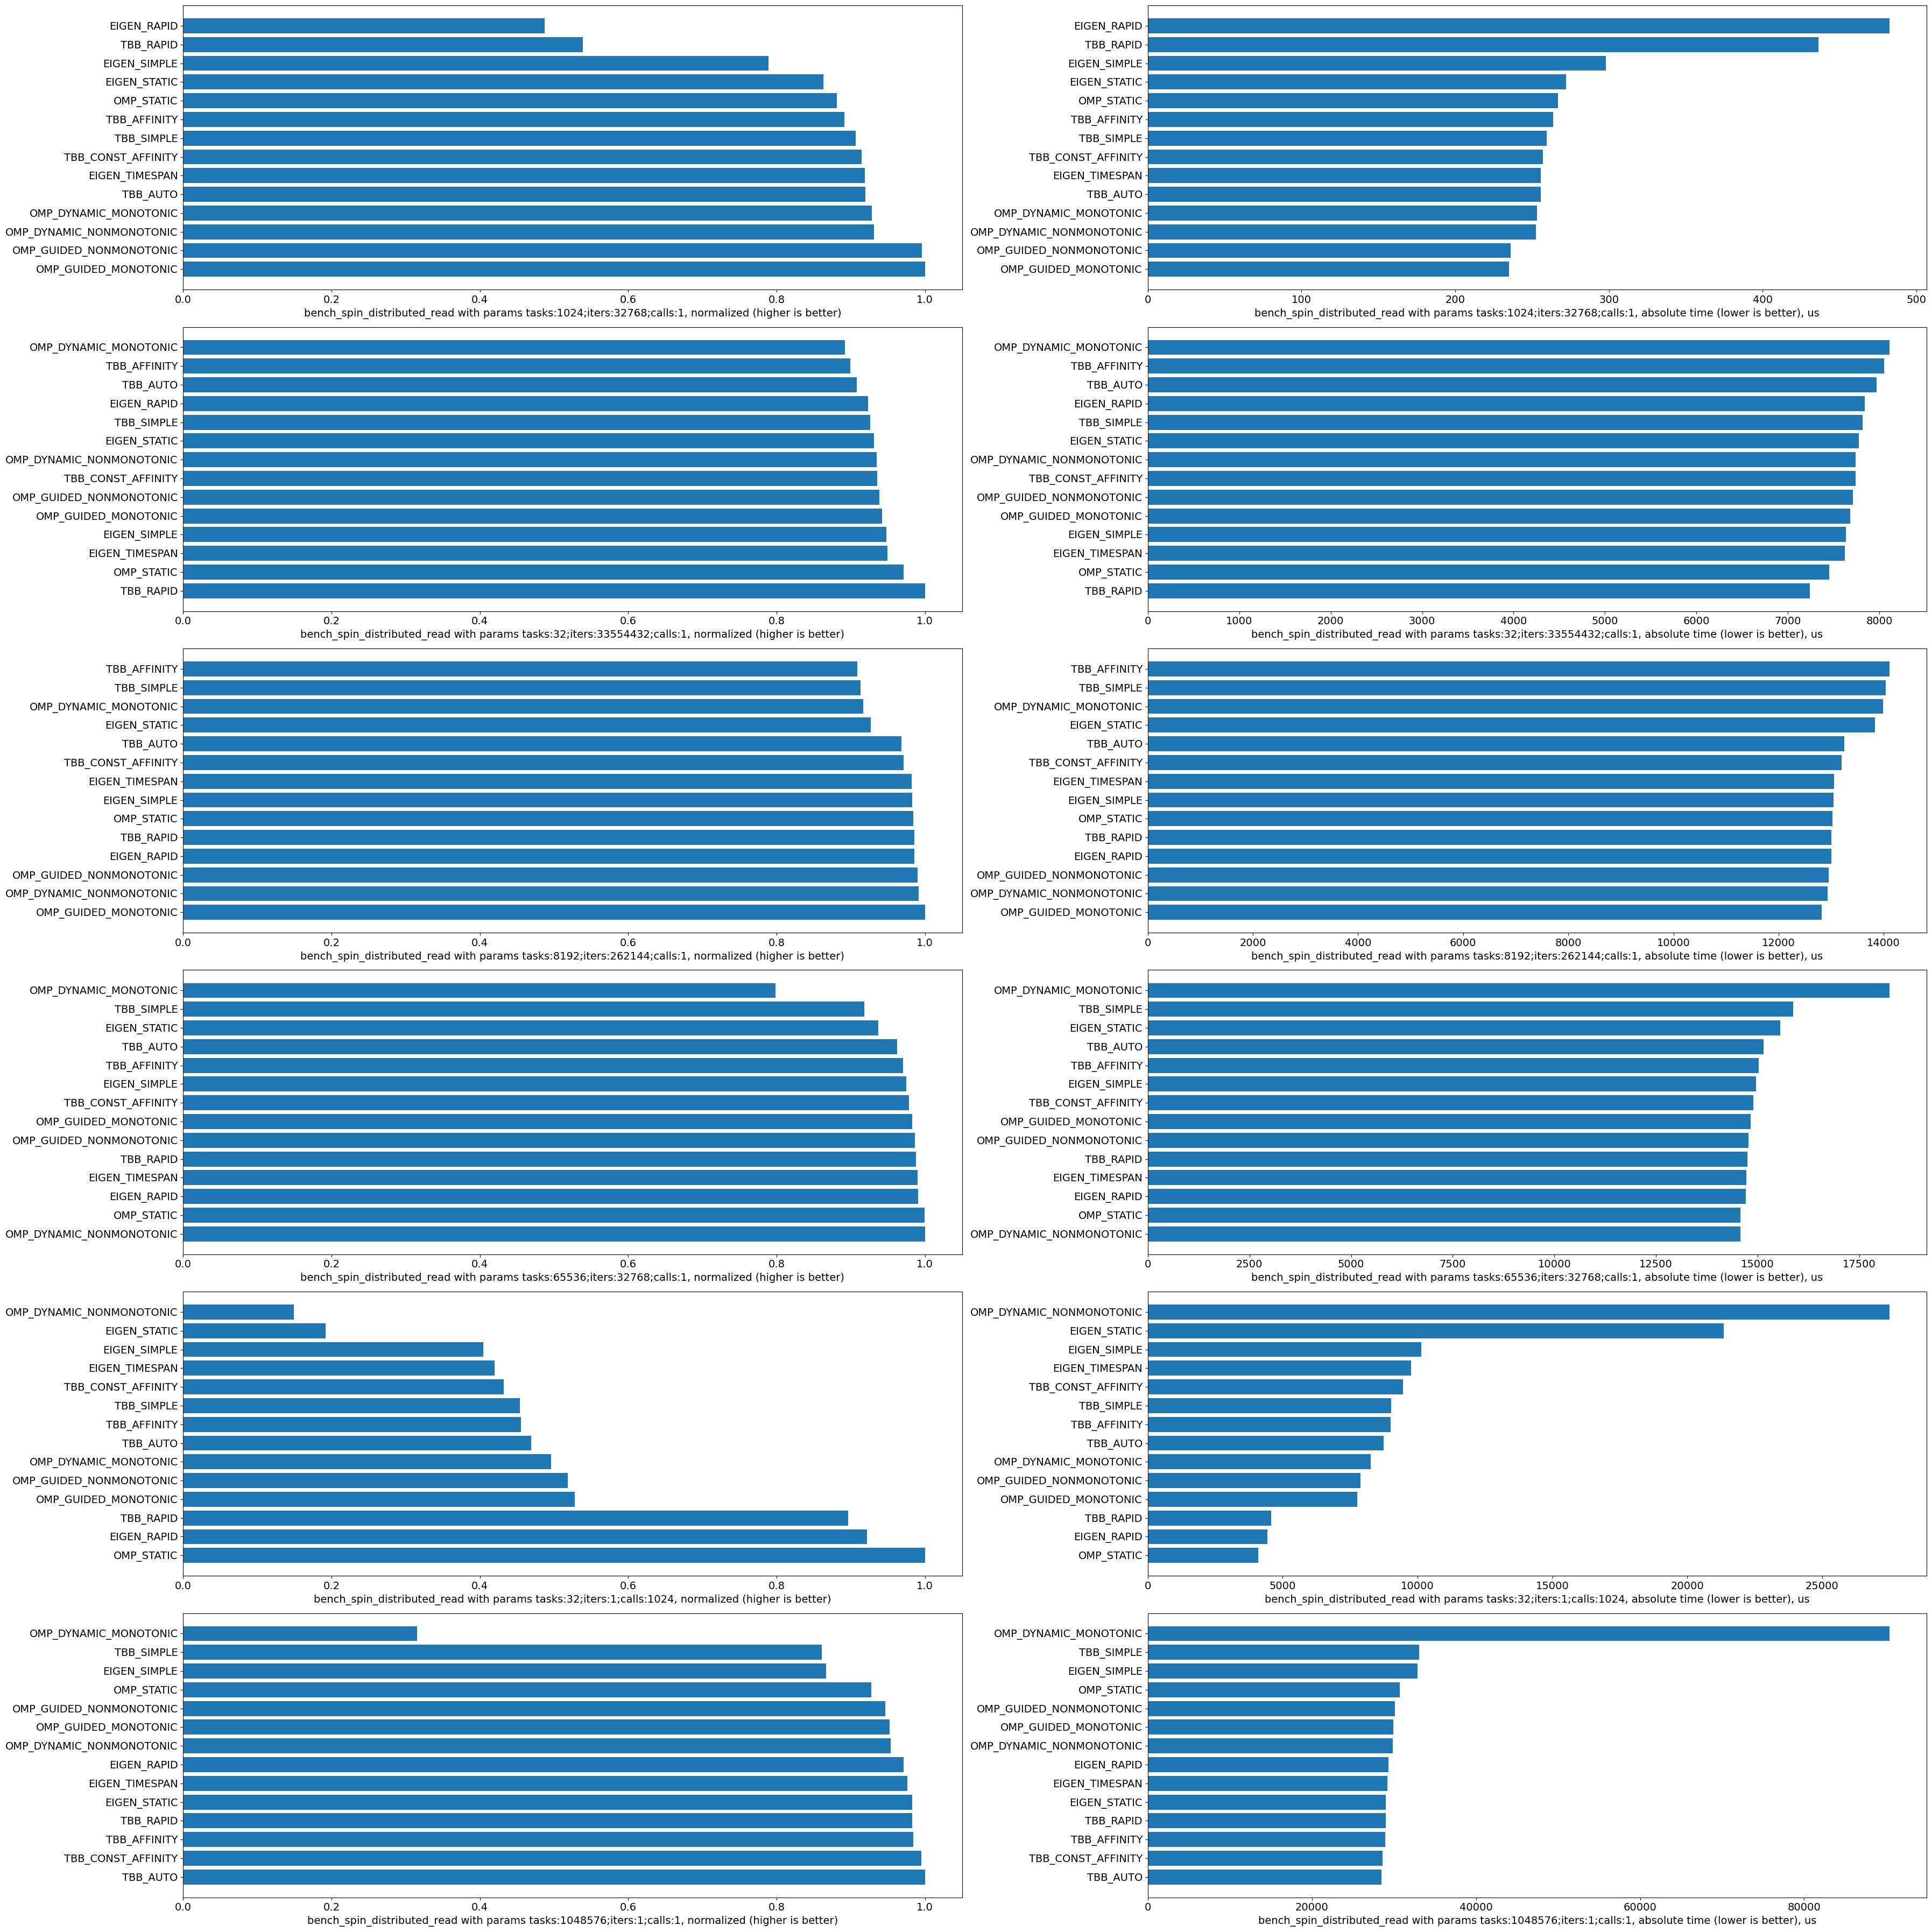 EIGEN_RAPID
TBB_RAPID
EIGEN_SIMPLE
EIGEN_STATIC
OMP_STATIC
TBB_AFFINITY
TBB_SIMPLE
TBB_CONST_AFFINITY
EIGEN_TIMESPAN
TBB_AUTO
OMP_DYNAMIC_MONOTONIC
OMP_DYNAMIC_NONMONOTONIC
OMP_GUIDED_NONMONOTONIC
OMP_GUIDED_MONOTONIC
0.0 0.2 0.4 0.6 0.8 1.0
bench_spin_distributed_read with params tasks:1024;iters:32768;calls:1, normalized (higher is better)
EIGEN_RAPID
TBB_RAPID
EIGEN_SIMPLE
EIGEN_STATIC
OMP_STATIC
TBB_AFFINITY
TBB_SIMPLE
TBB_CONST_AFFINITY
EIGEN_TIMESPAN
TBB_AUTO
OMP_DYNAMIC_MONOTONIC
OMP_DYNAMIC_NONMONOTONIC
OMP_GUIDED_NONMONOTONIC
OMP_GUIDED_MONOTONIC
0 100 200 300 400 500
bench_spin_distributed_read with params tasks:1024;iters:32768;calls:1, absolute time (lower is better), us
OMP_DYNAMIC_MONOTONIC
TBB_AFFINITY
TBB_AUTO
EIGEN_RAPID
TBB_SIMPLE
EIGEN_STATIC
OMP_DYNAMIC_NONMONOTONIC
TBB_CONST_AFFINITY
OMP_GUIDED_NONMONOTONIC
OMP_GUIDED_MONOTONIC
EIGEN_SIMPLE
EIGEN_TIMESPAN
OMP_STATIC
TBB_RAPID
0.0 0.2 0.4 0.6 0.8 1.0
bench_spin_distributed_read with params tasks:32;iters:33554432;calls:1, normalized (higher is better)
OMP_DYNAMIC_MONOTONIC
TBB_AFFINITY
TBB_AUTO
EIGEN_RAPID
TBB_SIMPLE
EIGEN_STATIC
OMP_DYNAMIC_NONMONOTONIC
TBB_CONST_AFFINITY
OMP_GUIDED_NONMONOTONIC
OMP_GUIDED_MONOTONIC
EIGEN_SIMPLE
EIGEN_TIMESPAN
OMP_STATIC
TBB_RAPID
0 1000 2000 3000 4000 5000 6000 7000 8000
bench_spin_distributed_read with params tasks:32;iters:33554432;calls:1, absolute time (lower is better), us
TBB_AFFINITY
TBB_SIMPLE
OMP_DYNAMIC_MONOTONIC
EIGEN_STATIC
TBB_AUTO
TBB_CONST_AFFINITY
EIGEN_TIMESPAN
EIGEN_SIMPLE
OMP_STATIC
TBB_RAPID
EIGEN_RAPID
OMP_GUIDED_NONMONOTONIC
OMP_DYNAMIC_NONMONOTONIC
OMP_GUIDED_MONOTONIC
0.0 0.2 0.4 0.6 0.8 1.0
bench_spin_distributed_read with params tasks:8192;iters:262144;calls:1, normalized (higher is better)
TBB_AFFINITY
TBB_SIMPLE
OMP_DYNAMIC_MONOTONIC
EIGEN_STATIC
TBB_AUTO
TBB_CONST_AFFINITY
EIGEN_TIMESPAN
EIGEN_SIMPLE
OMP_STATIC
TBB_RAPID
EIGEN_RAPID
OMP_GUIDED_NONMONOTONIC
OMP_DYNAMIC_NONMONOTONIC
OMP_GUIDED_MONOTONIC
0 2000 4000 6000 8000 10000 12000 14000
bench_spin_distributed_read with params tasks:8192;iters:262144;calls:1, absolute time (lower is better), us
OMP_DYNAMIC_MONOTONIC
TBB_SIMPLE
EIGEN_STATIC
TBB_AUTO
TBB_AFFINITY
EIGEN_SIMPLE
TBB_CONST_AFFINITY
OMP_GUIDED_MONOTONIC
OMP_GUIDED_NONMONOTONIC
TBB_RAPID
EIGEN_TIMESPAN
EIGEN_RAPID
OMP_STATIC
OMP_DYNAMIC_NONMONOTONIC
0.0 0.2 0.4 0.6 0.8 1.0
bench_spin_distributed_read with params tasks:65536;iters:32768;calls:1, normalized (higher is better)
OMP_DYNAMIC_MONOTONIC
TBB_SIMPLE
EIGEN_STATIC
TBB_AUTO
TBB_AFFINITY
EIGEN_SIMPLE
TBB_CONST_AFFINITY
OMP_GUIDED_MONOTONIC
OMP_GUIDED_NONMONOTONIC
TBB_RAPID
EIGEN_TIMESPAN
EIGEN_RAPID
OMP_STATIC
OMP_DYNAMIC_NONMONOTONIC
0 2500 5000 7500 10000 12500 15000 17500
bench_spin_distributed_read with params tasks:65536;iters:32768;calls:1, absolute time (lower is better), us
OMP_DYNAMIC_NONMONOTONIC
EIGEN_STATIC
EIGEN_SIMPLE
EIGEN_TIMESPAN
TBB_CONST_AFFINITY
TBB_SIMPLE
TBB_AFFINITY
TBB_AUTO
OMP_DYNAMIC_MONOTONIC
OMP_GUIDED_NONMONOTONIC
OMP_GUIDED_MONOTONIC
TBB_RAPID
EIGEN_RAPID
OMP_STATIC
0.0 0.2 0.4 0.6 0.8 1.0
bench_spin_distributed_read with params tasks:32;iters:1;calls:1024, normalized (higher is better)
OMP_DYNAMIC_NONMONOTONIC
EIGEN_STATIC
EIGEN_SIMPLE
EIGEN_TIMESPAN
TBB_CONST_AFFINITY
TBB_SIMPLE
TBB_AFFINITY
TBB_AUTO
OMP_DYNAMIC_MONOTONIC
OMP_GUIDED_NONMONOTONIC
OMP_GUIDED_MONOTONIC
TBB_RAPID
EIGEN_RAPID
OMP_STATIC
0 5000 10000 15000 20000 25000
bench_spin_distributed_read with params tasks:32;iters:1;calls:1024, absolute time (lower is better), us
OMP_DYNAMIC_MONOTONIC
TBB_SIMPLE
EIGEN_SIMPLE
OMP_STATIC
OMP_GUIDED_NONMONOTONIC
OMP_GUIDED_MONOTONIC
OMP_DYNAMIC_NONMONOTONIC
EIGEN_RAPID
EIGEN_TIMESPAN
EIGEN_STATIC
TBB_RAPID
TBB_AFFINITY
TBB_CONST_AFFINITY
TBB_AUTO
0.0 0.2 0.4 0.6 0.8 1.0
bench_spin_distributed_read with params tasks:1048576;iters:1;calls:1, normalized (higher is better)
OMP_DYNAMIC_MONOTONIC
TBB_SIMPLE
EIGEN_SIMPLE
OMP_STATIC
OMP_GUIDED_NONMONOTONIC
OMP_GUIDED_MONOTONIC
OMP_DYNAMIC_NONMONOTONIC
EIGEN_RAPID
EIGEN_TIMESPAN
EIGEN_STATIC
TBB_RAPID
TBB_AFFINITY
TBB_CONST_AFFINITY
TBB_AUTO
0 20000 40000 60000 80000
bench_spin_distributed_read with params tasks:1048576;iters:1;calls:1, absolute time (lower is better), us